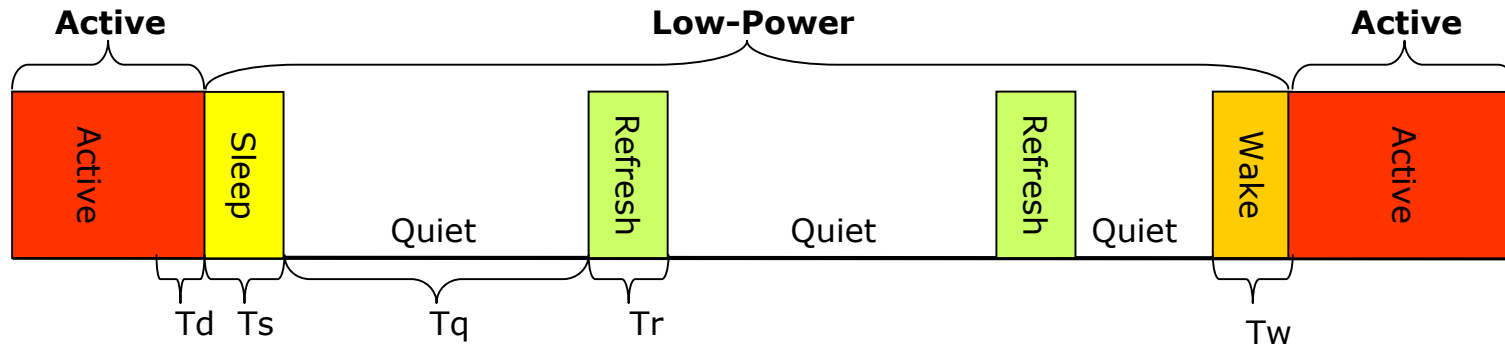 Active
Low-Power
Active
Active
Sleep
Quiet
Refresh
Quiet
Refresh
Quiet
Wake
Active
Td
Ts
Tq
Tr
Tw